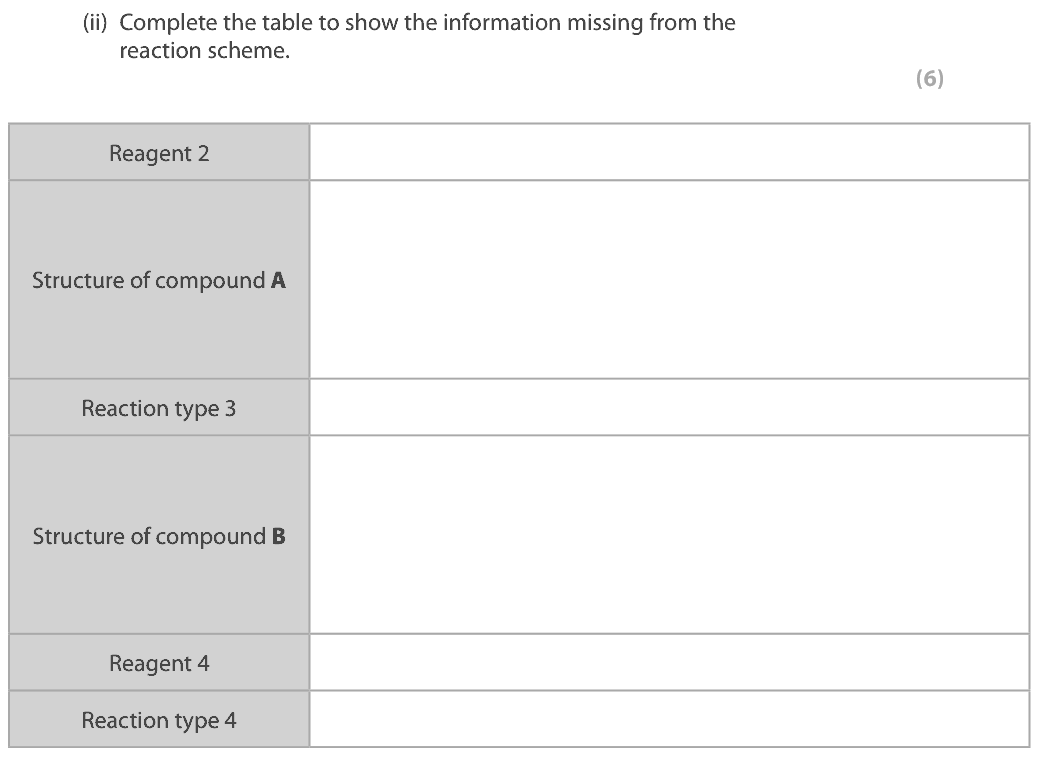 (ii) Complete the table to show the information missing from the
reaction scheme.
(6)
Reagent 2
Structure of compound A
Reaction type 3
Structure of compound B
Reagent 4
Reaction type 4